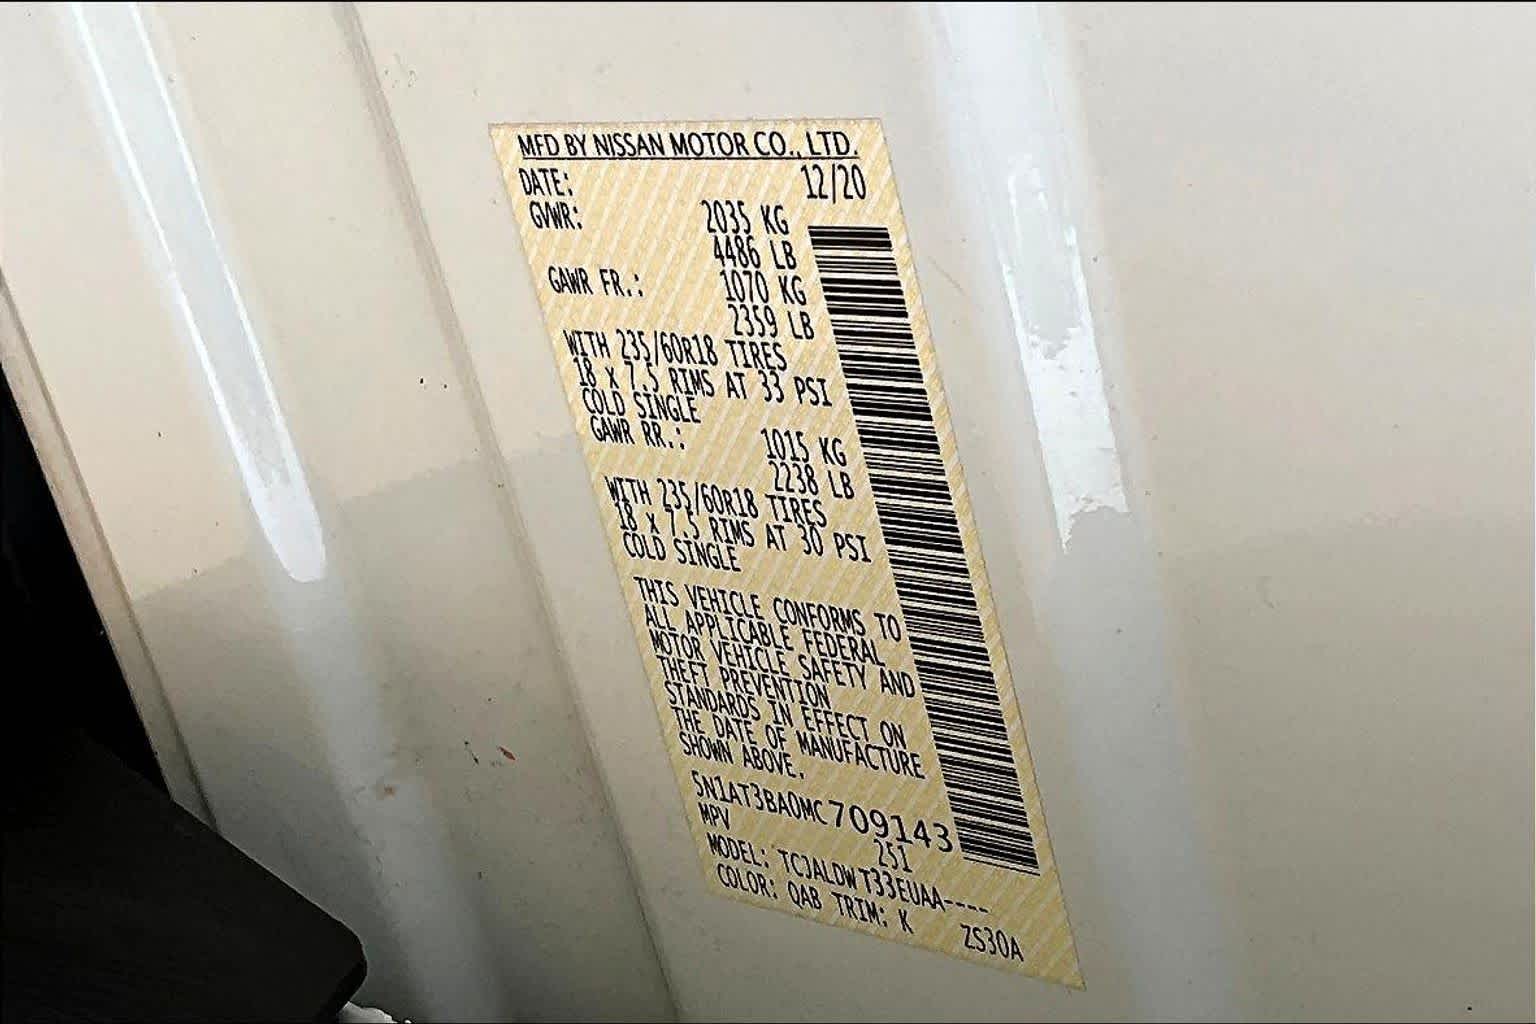 MFD BY NISSAN MOTOR CO., LTD.
DATE: 12/20
GVWR: 2035 KG
4486 LB
GAWR FR.: 1070 KG
2359 LB
WITH 235/60R18 TIRES
18 X 7.5 RIMS AT 33 PSI
COLD SINGLE
GAWR RR.: 1015 KG
2238 LB
WITH 235/60R18 TIRES
18 X 7.5 RIMS AT 30 PSI
COLD SINGLE
THIS VEHICLE CONFORMS TO
ALL APPLICABLE FEDERAL
MOTOR VEHICLE SAFETY AND
THEFT PREVENTION
STANDARDS IN EFFECT ON
THE DATE OF MANUFACTURE
SHOWN ABOVE.
5N1AT3BA0MC709143
MPV 251
MODEL: TCJALDWT33EUAA----
COLOR: QAB TRIM: K ZS30A